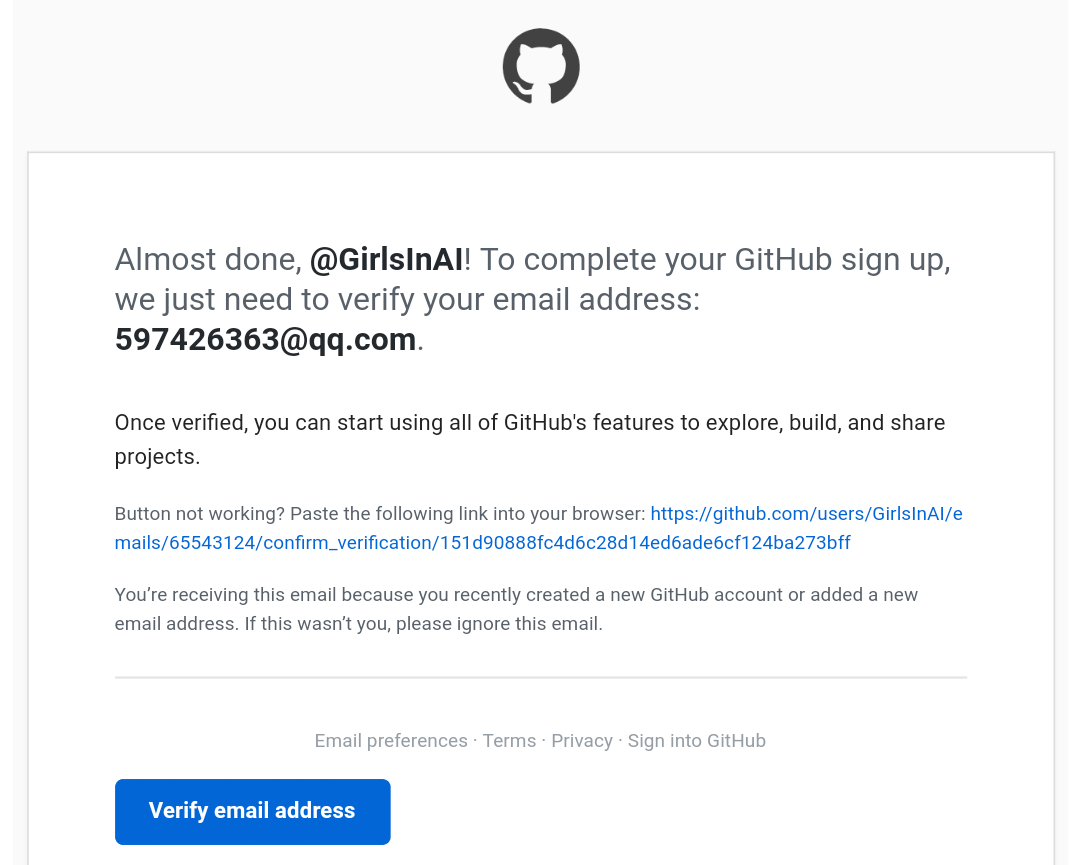 Almost done, @GirlsInAI! To complete your GitHub sign up,
we just need to verify your email address:
597426363@qq.com.
Once verified, you can start using all of GitHub's features to explore, build, and share
projects.
Button not working? Paste the following link into your browser: https://github.com/users/GirlsInAI/e
mails/65543124/confirm_verification/151d90888fc4d6c28d14ed6ade6cf124ba273bff
You’re receiving this email because you recently created a new GitHub account or added a new
email address. If this wasn’t you, please ignore this email.
Email preferences · Terms · Privacy · Sign into GitHub
Verify email address